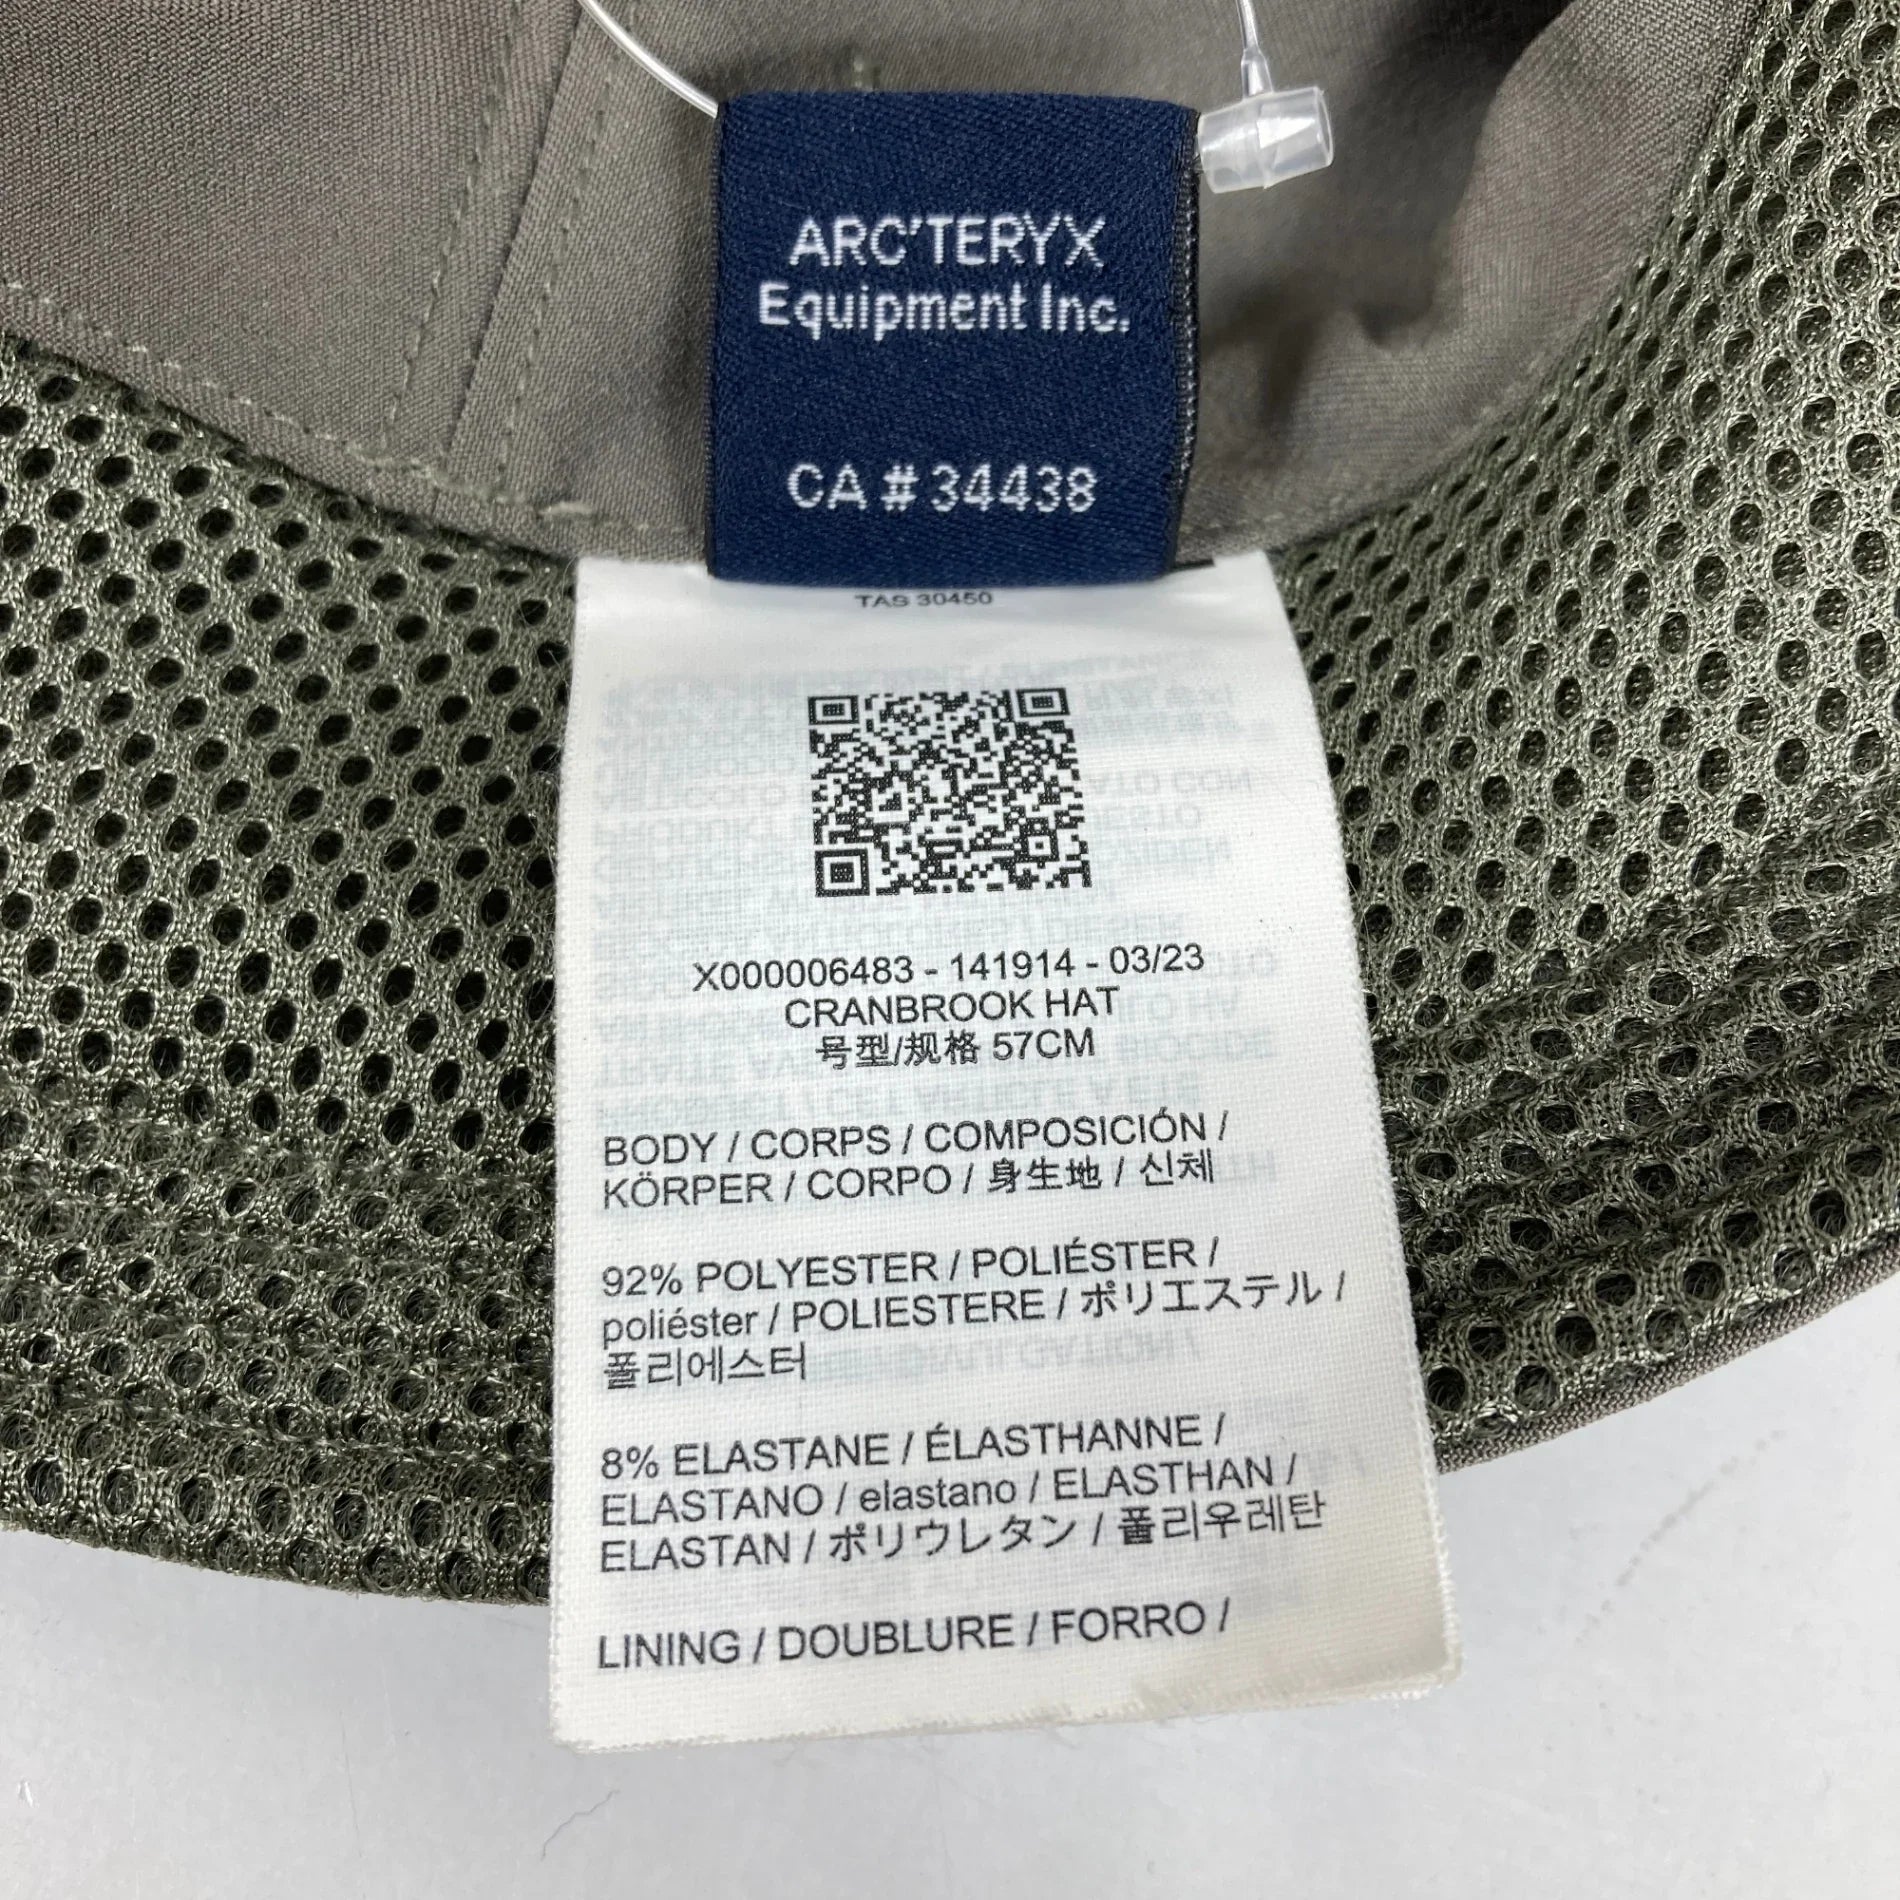 ARC'TERYX
Equipment Inc.
CA # 34438
TAS 30450
X000006483 - 141914 - 03/23
CRANBROOK HAT
号型/规格 57CM
BODY / CORPS / COMPOSICIÓN /
KÖRPER / CORPO / 身生地 / 신체
92% POLYESTER / POLIÉSTER /
poliéster / POLIESTERE / ポリエステル /
폴리에스터
8% ELASTANE / ÉLASTHANNE /
ELASTANO / elastano / ELASTHAN /
ELASTAN / ポリウレタン / 폴리우레탄
LINING / DOUBLURE / FORRO /